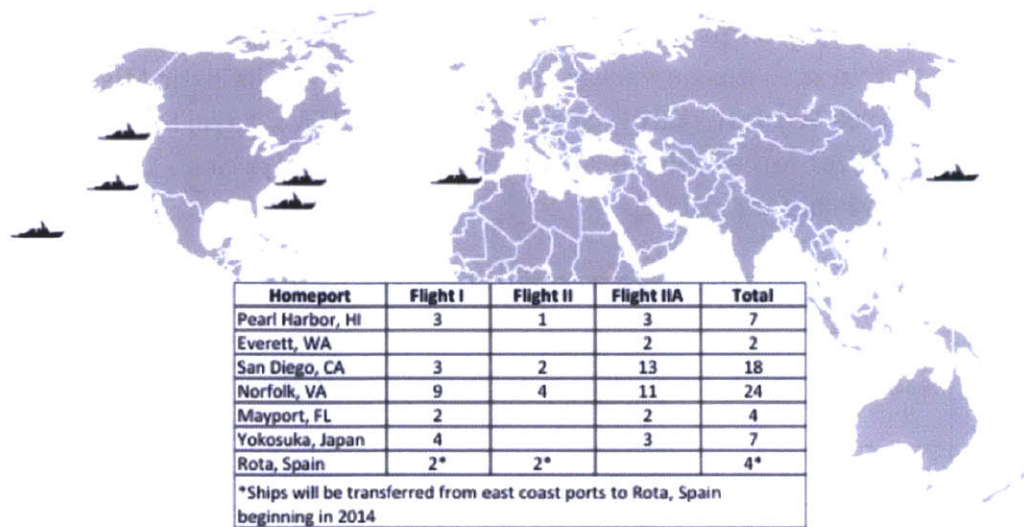 Homeport Flight I Flight II Flight IIA Total
Pearl Harbor, HI 3 1 3 7
Everett, WA 2 2
San Diego, CA 3 2 13 18
Norfolk, VA 9 4 11 24
Mayport, FL 2 2 4
Yokosuka, Japan 4 3 7
Rota, Spain 2* 2* 4*
*Ships will be transferred from east coast ports to Rota, Spain
beginning in 2014